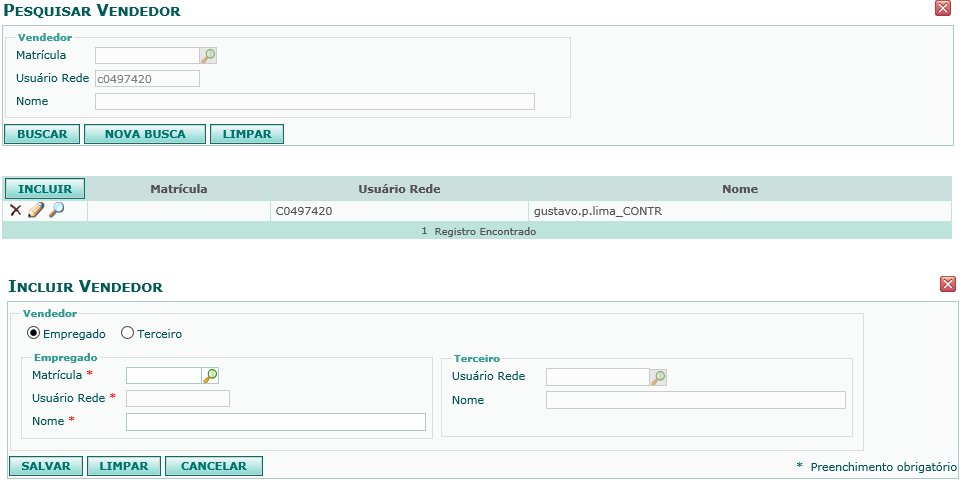 PESQUISAR VENDEDOR
Vendedor
Matrícula
Usuário Rede c0497420
Nome
BUSCAR NOVA BUSCA LIMPAR
INCLUIR Matrícula Usuário Rede Nome
C0497420 gustavo.p.lima_CONTR
1 Registro Encontrado
INCLUIR VENDEDOR
Vendedor
Empregado Terceiro
Empregado
Matrícula *
Usuário Rede *
Nome *
Terceiro
Usuário Rede
Nome
SALVAR LIMPAR CANCELAR
* Preenchimento obrigatório